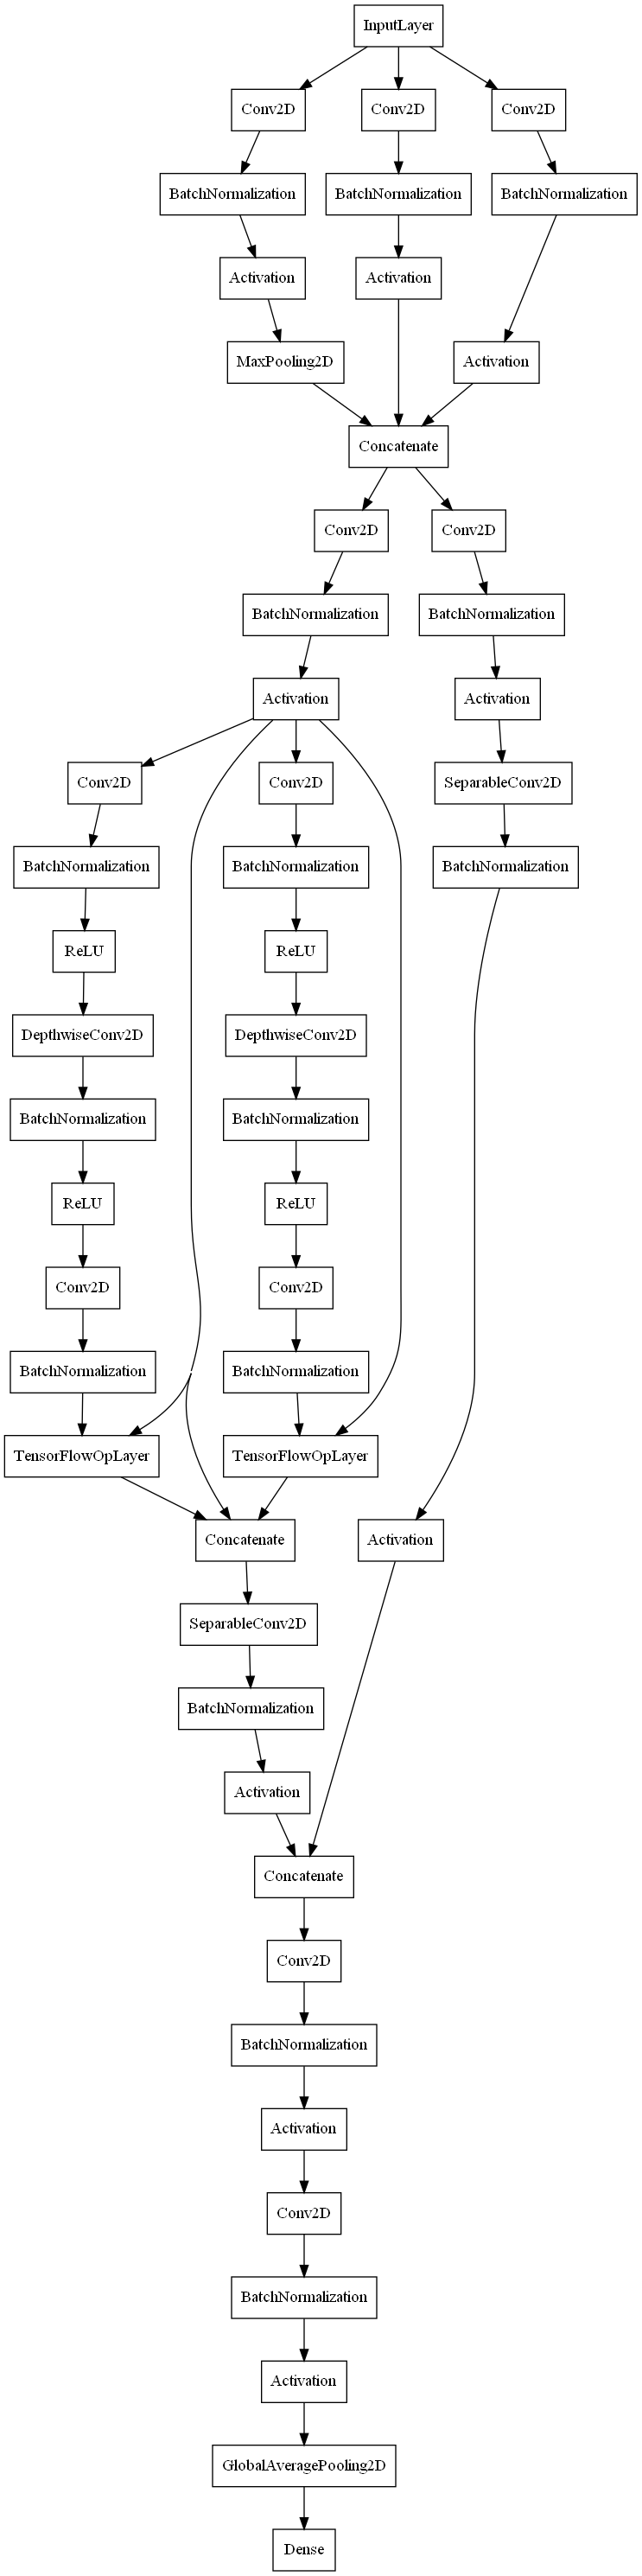 InputLayer
Conv2D
Conv2D
Conv2D
BatchNormalization
BatchNormalization
BatchNormalization
Activation
Activation
MaxPooling2D
Activation
Concatenate
Conv2D
Conv2D
BatchNormalization
BatchNormalization
Activation
Activation
Conv2D
Conv2D
SeparableConv2D
BatchNormalization
BatchNormalization
BatchNormalization
ReLU
ReLU
DepthwiseConv2D
DepthwiseConv2D
BatchNormalization
BatchNormalization
ReLU
ReLU
Conv2D
Conv2D
BatchNormalization
BatchNormalization
TensorFlowOpLayer
TensorFlowOpLayer
Concatenate
Activation
SeparableConv2D
BatchNormalization
Activation
Concatenate
Conv2D
BatchNormalization
Activation
Conv2D
BatchNormalization
Activation
GlobalAveragePooling2D
Dense